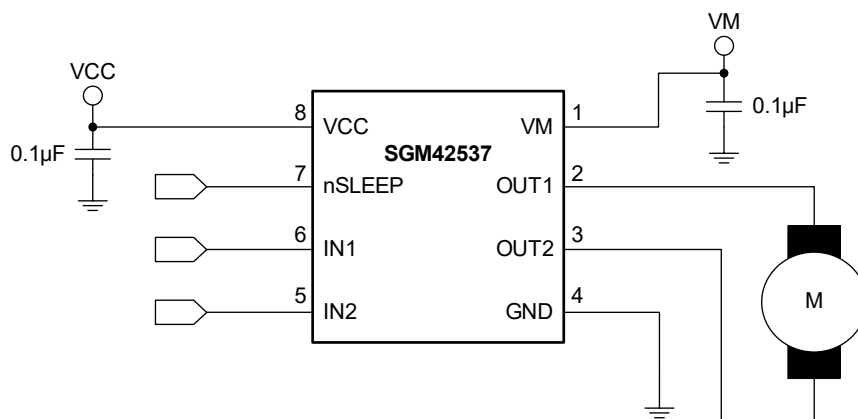 VM
VCC
0.1µF
8
VCC
VM
1
0.1µF
SGM42537
7
nSLEEP
OUT1
2
6
IN1
OUT2
3
M
5
IN2
GND
4